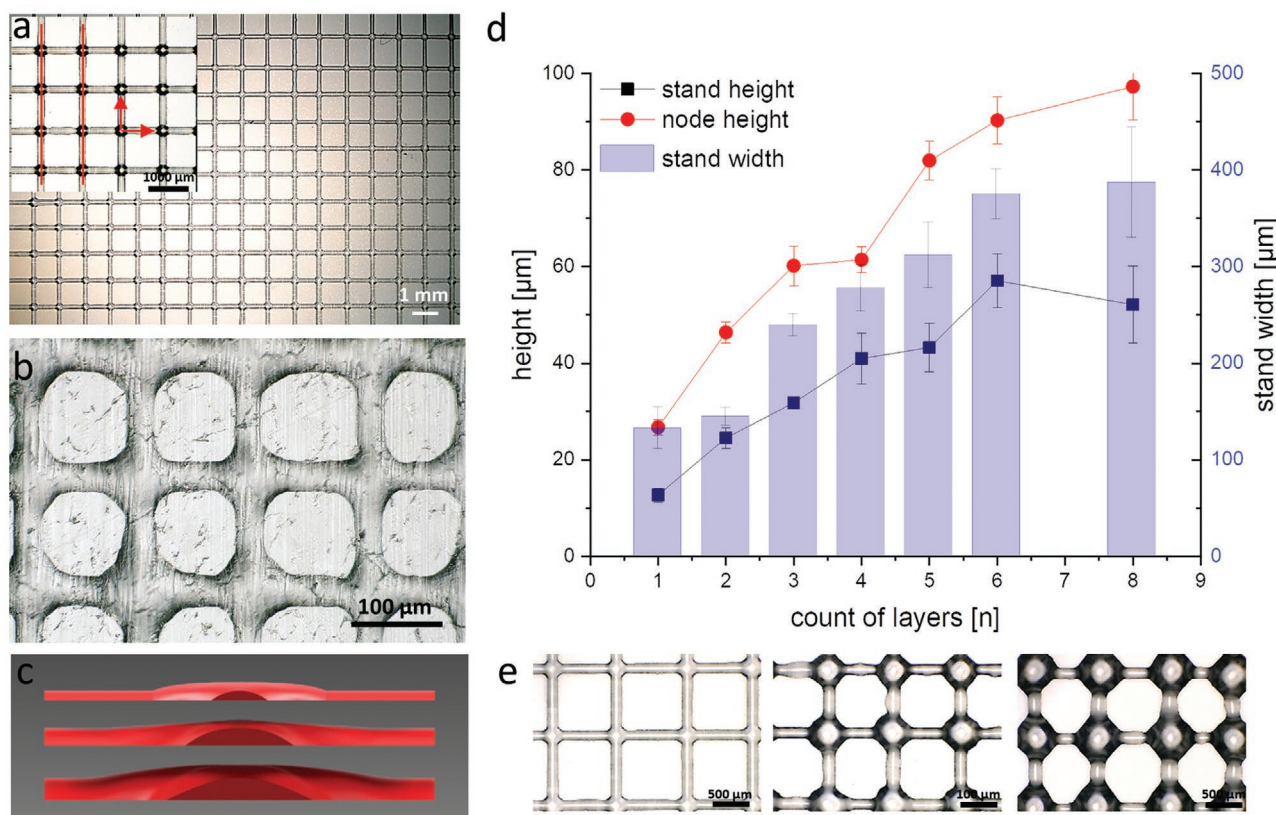 a
1000 µm
1 mm
b
100 µm
c
d
stand height
node height
stand width
height [µm]
100
80
60
40
20
0
stand width [µm]
500
400
300
200
100
0
0 1 2 3 4 5 6 7 8 9
count of layers [n]
e
500 µm
100 µm
500 µm